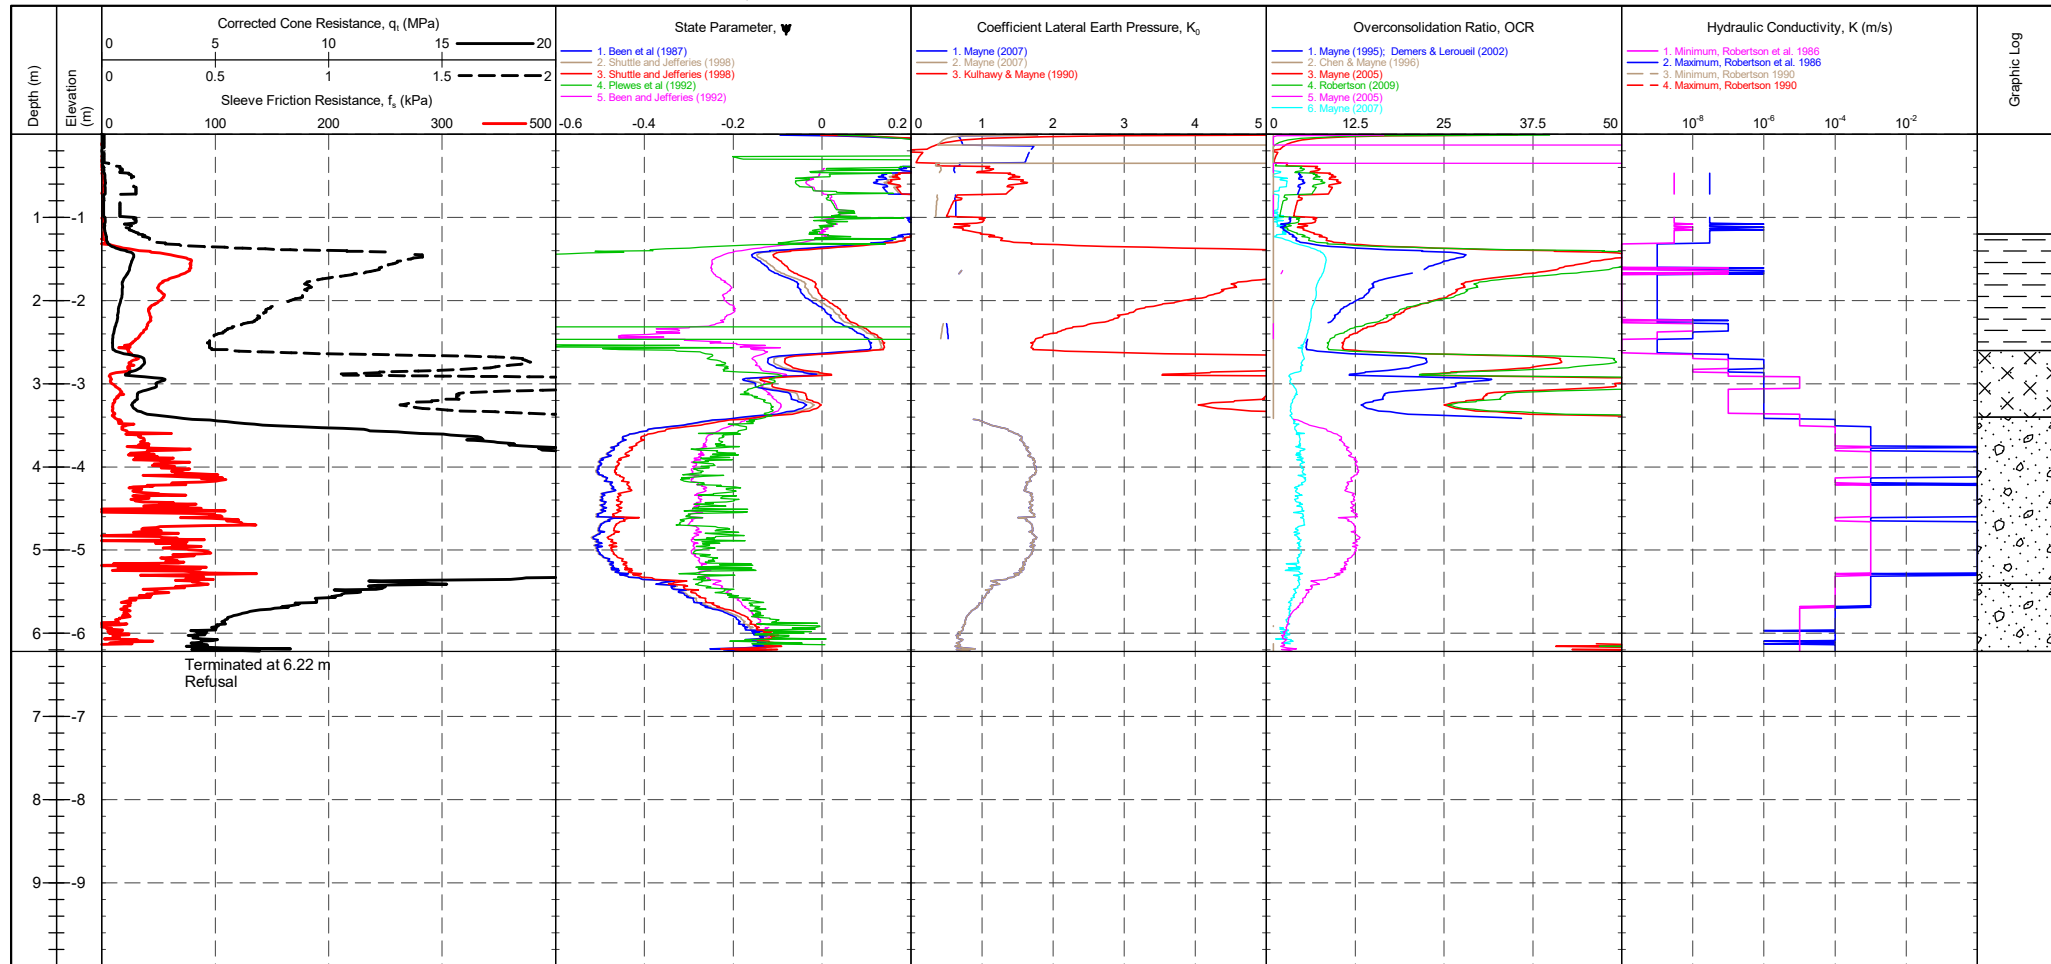 Depth (m)
Elevation (m)
Corrected Cone Resistance, qt (MPa)
0 5 10 15 20
0 0.5 1 1.5 2
Sleeve Friction Resistance, fs (kPa)
0 100 200 300 500
State Parameter, ψ
1. Been et al (1987)
2. Shuttle and Jefferies (1998)
3. Shuttle and Jefferies (1998)
4. Plewes et al (1992)
5. Been and Jefferies (1992)
-0.6 -0.4 -0.2 0 0.2
Coefficient Lateral Earth Pressure, K0
1. Mayne (2007)
2. Mayne (2007)
3. Kulhawy & Mayne (1990)
0 1 2 3 4 5
Overconsolidation Ratio, OCR
1. Mayne (1995); Demers & Leroueil (2002)
2. Chen & Mayne (1996)
3. Mayne (2005)
4. Robertson (2009)
5. Mayne (2005)
6. Mayne (2007)
0 12.5 25 37.5 50
Hydraulic Conductivity, K (m/s)
1. Minimum, Robertson et al. 1986
2. Maximum, Robertson et al. 1986
3. Minimum, Robertson 1990
4. Maximum, Robertson 1990
10-8 10-6 10-4 10-2
Graphic Log
1 -1
2 -2
3 -3
4 -4
5 -5
6 -6
Terminated at 6.22 m
Refusal
7 -7
8 -8
9 -9